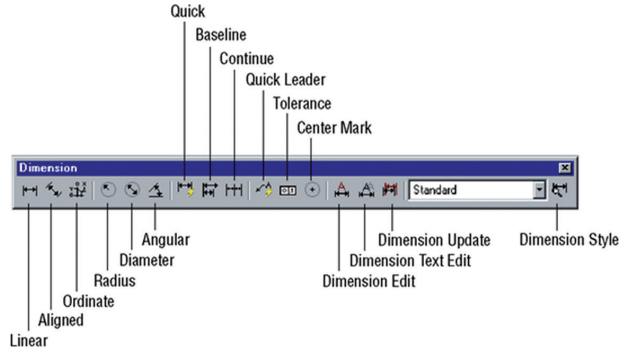 Quick
Baseline
Continue
Quick Leader
Tolerance
Center Mark
Dimension
Standard
Angular
Diameter
Radius
Ordinate
Aligned
Linear
Dimension Update
Dimension Text Edit
Dimension Edit
Dimension Style